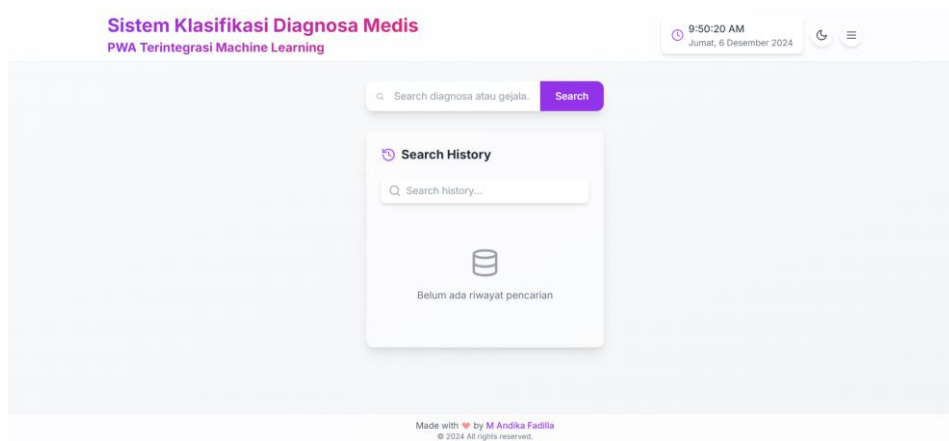 Sistem Klasifikasi Diagnosa Medis
PWA Terintegrasi Machine Learning
9:50:20 AM
Jumat, 6 Desember 2024
Search diagnosa atau gejala.
Search
Search History
Search history...
Belum ada riwayat pencarian
Made with ❤ by M Andika Fadilla
© 2024 All rights reserved.